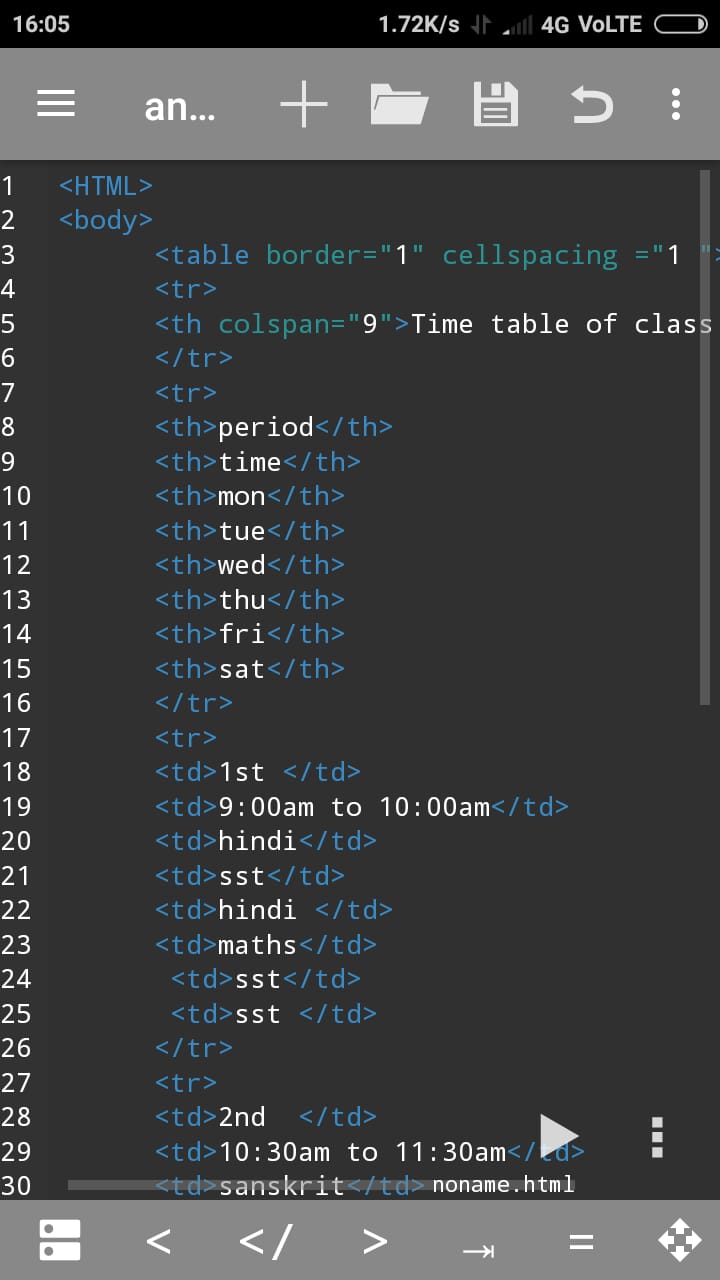 16:05 1.72K/s 4G VoLTE
an...
1 <HTML>
2 <body>
3 <table border="1" cellspacing ="1 ">
4 <tr>
5 <th colspan="9">Time table of class
6 </tr>
7 <tr>
8 <th>period</th>
9 <th>time</th>
10 <th>mon</th>
11 <th>tue</th>
12 <th>wed</th>
13 <th>thu</th>
14 <th>fri</th>
15 <th>sat</th>
16 </tr>
17 <tr>
18 <td>1st </td>
19 <td>9:00am to 10:00am</td>
20 <td>hindi</td>
21 <td>sst</td>
22 <td>hindi </td>
23 <td>maths</td>
24 <td>sst</td>
25 <td>sst </td>
26 </tr>
27 <tr>
28 <td>2nd  </td>
29 <td>10:30am to 11:30am</td>
30 <td>sanskrit</td> noname.html
< </ > =